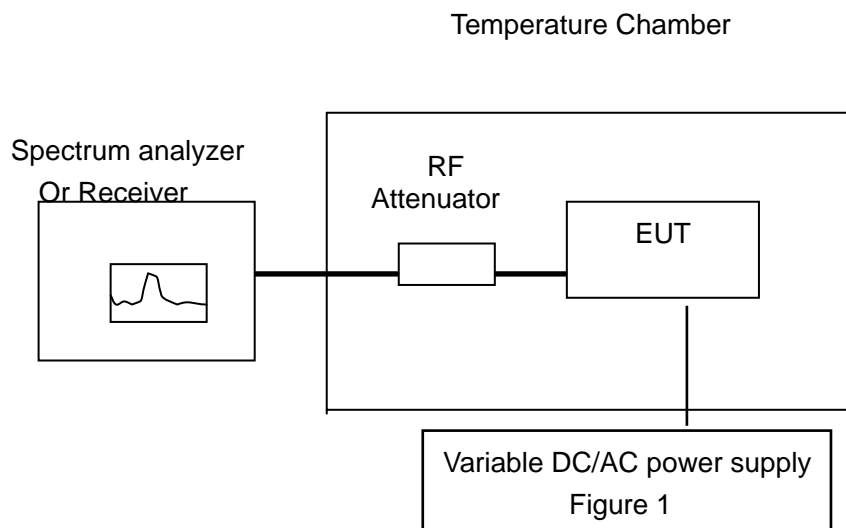 Temperature Chamber
Spectrum analyzer
Or Receiver
RF
Attenuator
EUT
Variable DC/AC power supply
Figure 1